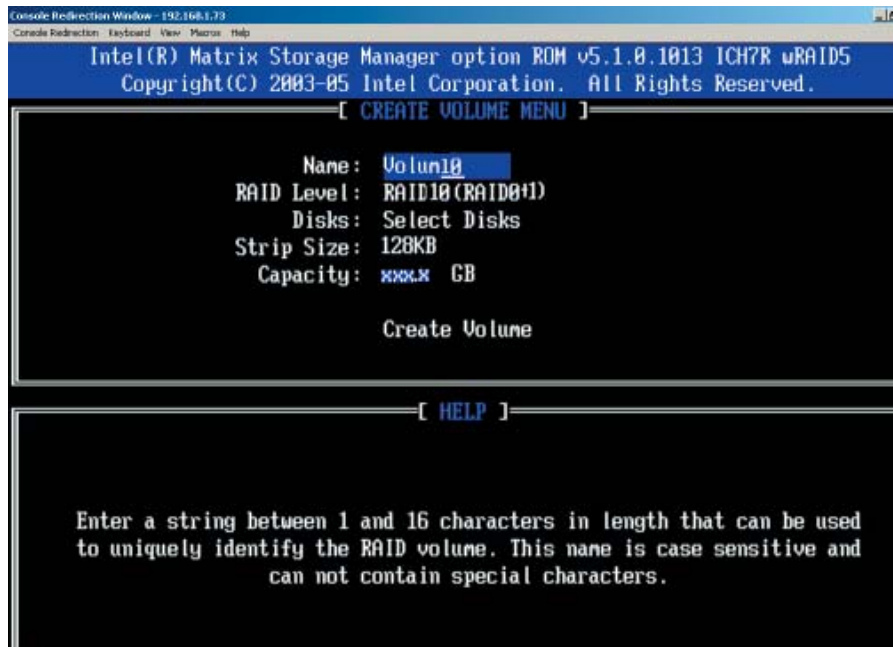 Console Redirection Window - 192.168.1.73
Console Redirection Keyboard View Macros Help
Intel(R) Matrix Storage Manager option ROM v5.1.0.1013 ICH7R wRAID5
Copyright(C) 2003-05 Intel Corporation. All Rights Reserved.
[ CREATE VOLUME MENU ]
Name: Volum10
RAID Level: RAID10(RAID0+1)
Disks: Select Disks
Strip Size: 128KB
Capacity: xxx.x GB
Create Volume
[ HELP ]
Enter a string between 1 and 16 characters in length that can be used
to uniquely identify the RAID volume. This name is case sensitive and
can not contain special characters.